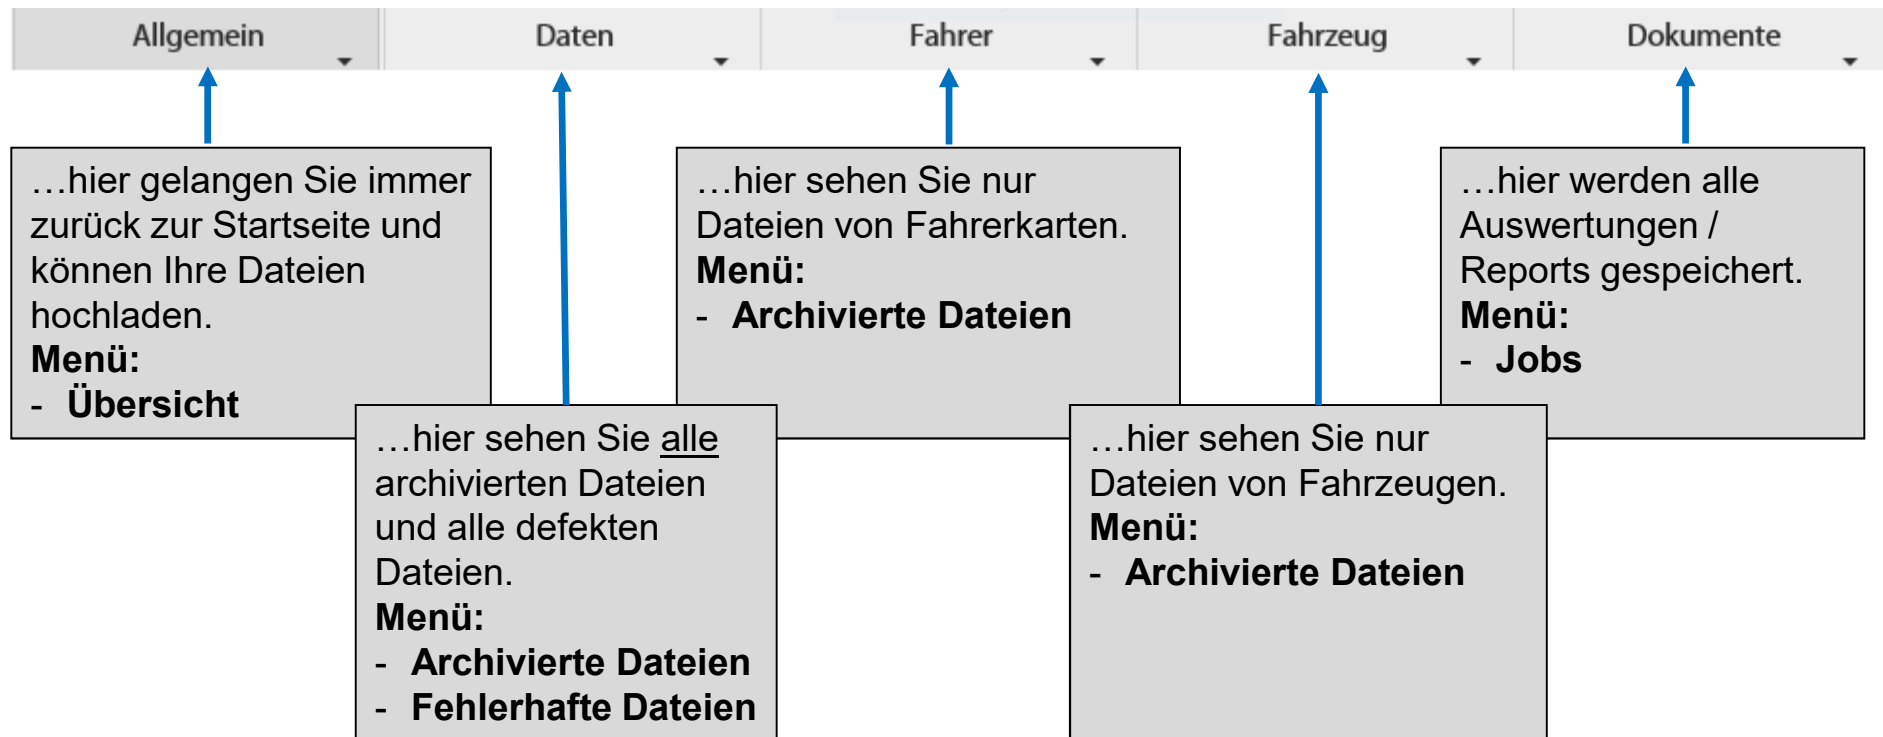 Allgemein
Daten
Fahrer
Fahrzeug
Dokumente
…hier gelangen Sie immer
zurück zur Startseite und
können Ihre Dateien
hochladen.
Menü:
- Übersicht
…hier sehen Sie alle
archivierten Dateien
und alle defekten
Dateien.
Menü:
- Archivierte Dateien
- Fehlerhafte Dateien
…hier sehen Sie nur
Dateien von Fahrerkarten.
Menü:
- Archivierte Dateien
…hier sehen Sie nur
Dateien von Fahrzeugen.
Menü:
- Archivierte Dateien
…hier werden alle
Auswertungen /
Reports gespeichert.
Menü:
- Jobs